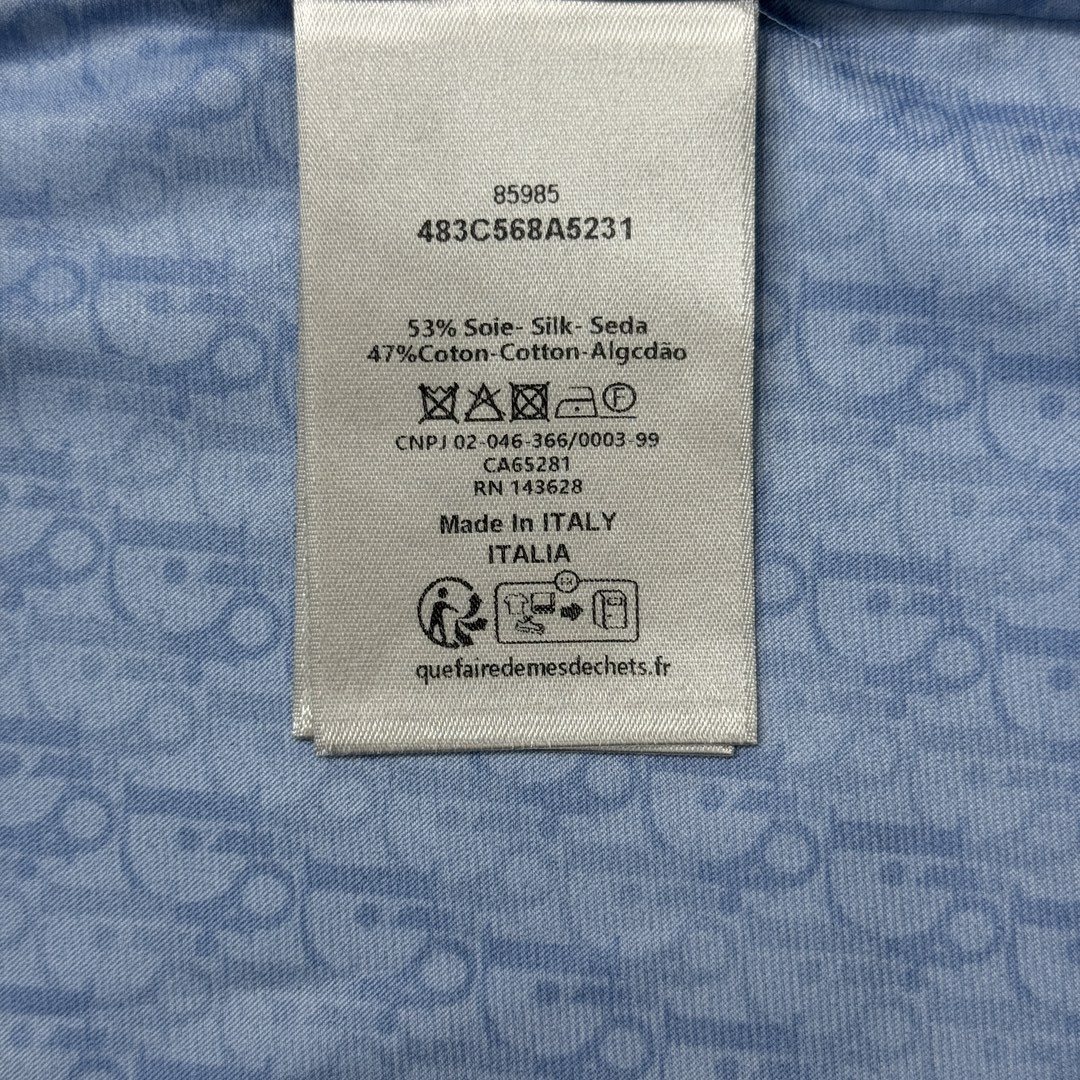 85985
483C568A5231
53% Soie- Silk- Seda
47%Coton-Cotton-Algcdão
F
CNPJ 02-046-366/0003-99
CA65281
RN 143628
Made In ITALY
ITALIA
quefairedemesdechets.fr